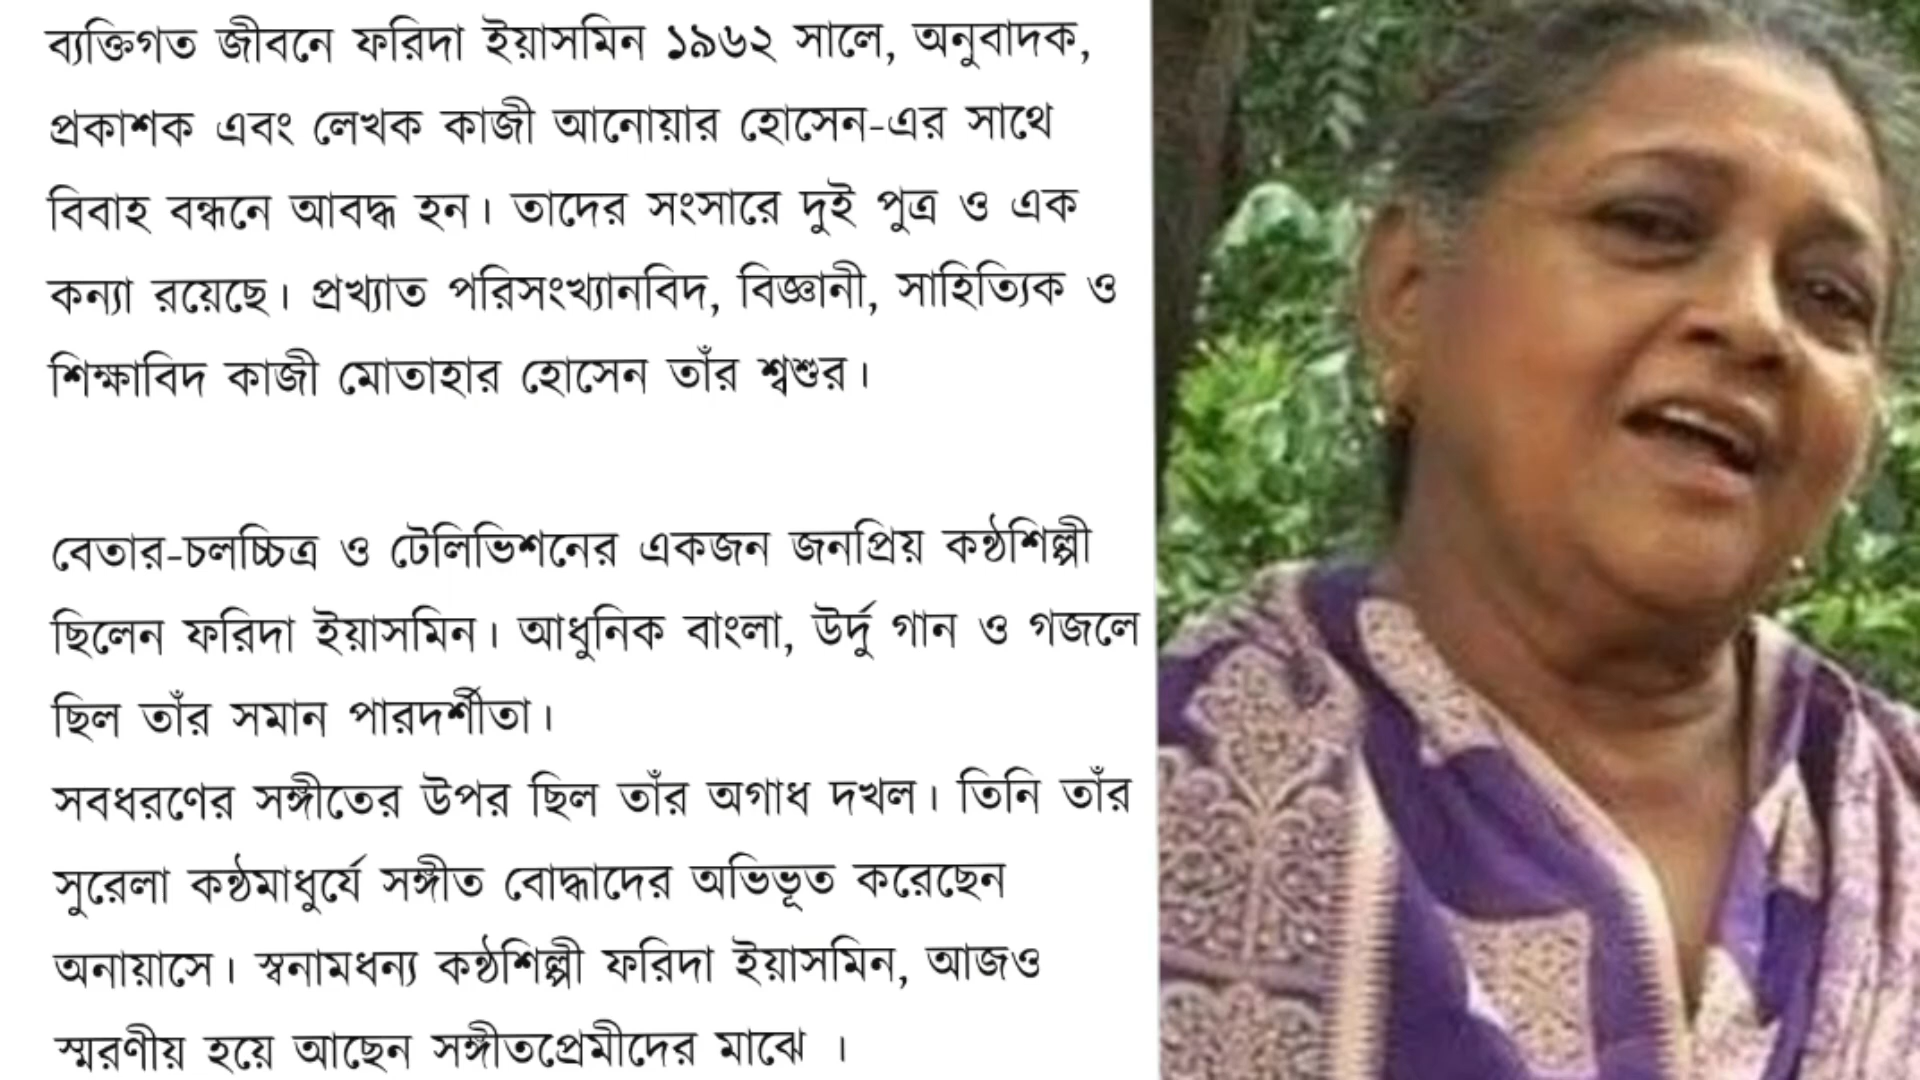 ব্যক্তিগত জীবনে ফরিদা ইয়াসমিন ১৯৬২ সালে, অনুবাদক,
প্রকাশক এবং লেখক কাজী আনোয়ার হোসেন-এর সাথে
বিবাহ বন্ধনে আবদ্ধ হন। তাদের সংসারে দুই পুত্র ও এক
কন্যা রয়েছে। প্রখ্যাত পরিসংখ্যানবিদ, বিজ্ঞানী, সাহিত্যিক ও
শিক্ষাবিদ কাজী মোতাহার হোসেন তাঁর শ্বশুর।
বেতার-চলচ্চিত্র ও টেলিভিশনের একজন জনপ্রিয় কন্ঠশিল্পী
ছিলেন ফরিদা ইয়াসমিন। আধুনিক বাংলা, উর্দু গান ও গজলে
ছিল তাঁর সমান পারদর্শীতা।
সবধরণের সঙ্গীতের উপর ছিল তাঁর অগাধ দখল। তিনি তাঁর
সুরেলা কন্ঠমাধুর্যে সঙ্গীত বোদ্ধাদের অভিভূত করেছেন
অনায়াসে। স্বনামধন্য কন্ঠশিল্পী ফরিদা ইয়াসমিন, আজও
স্মরণীয় হয়ে আছেন সঙ্গীতপ্রেমীদের মাঝে ।